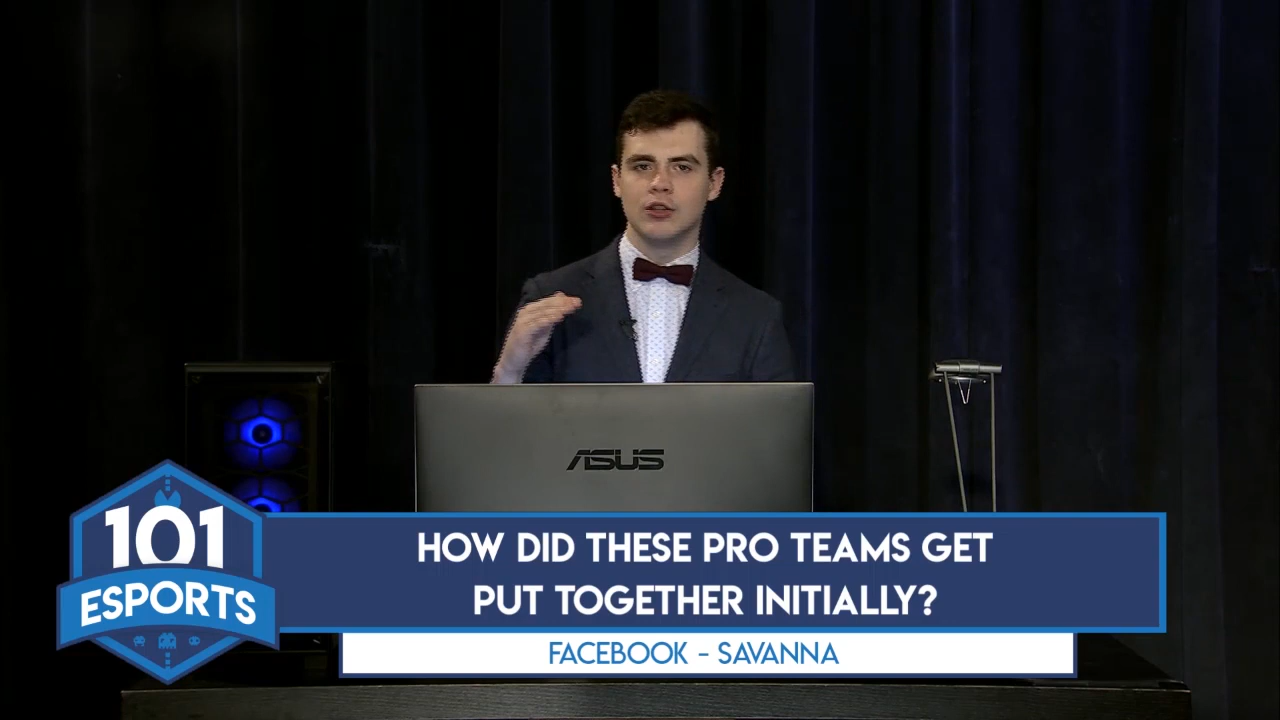 ASUS
101
ESPORTS
HOW DID THESE PRO TEAMS GET
PUT TOGETHER INITIALLY?
FACEBOOK - SAVANNA